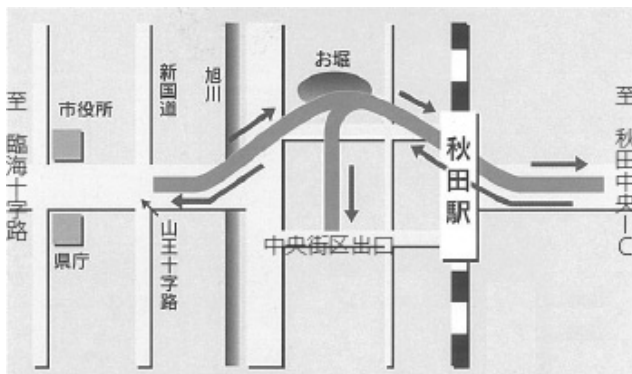 お堀
新国道
旭川
市役所
至 臨海十字路
至 秋田中央IC
秋田駅
山王十字路
中央街区出口
県庁